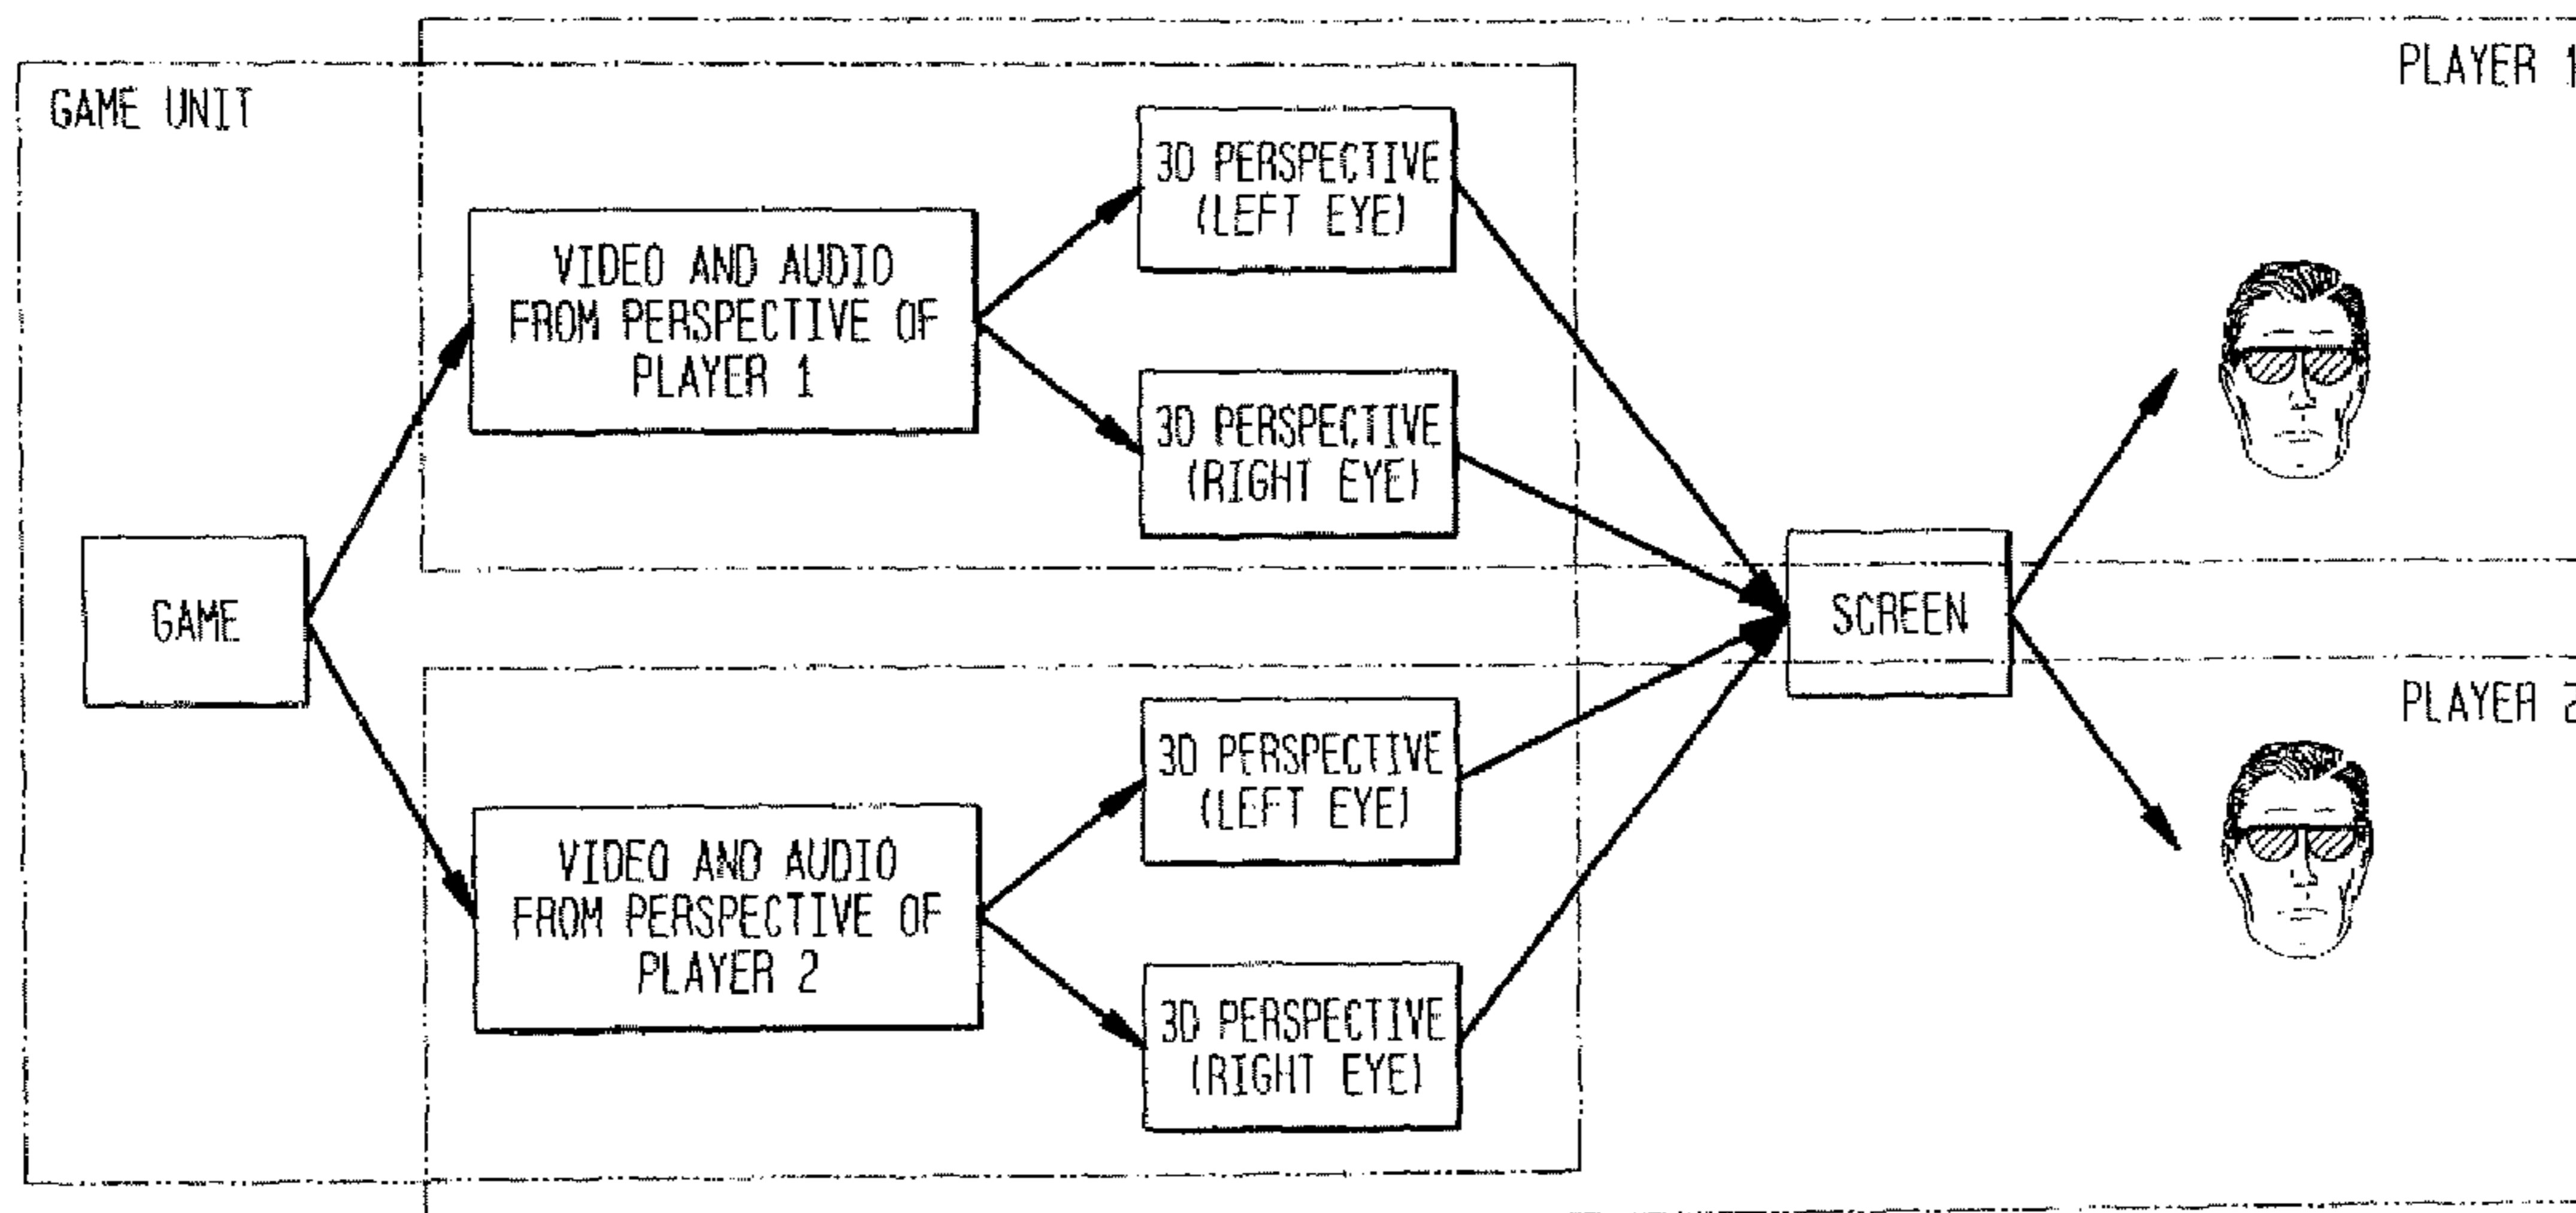 PLAYER 1
GAME UNIT
3D PERSPECTIVE
(LEFT EYE)
VIDEO AND AUDIO
FROM PERSPECTIVE OF
PLAYER 1
3D PERSPECTIVE
(RIGHT EYE)
GAME
SCREEN
PLAYER 2
3D PERSPECTIVE
(LEFT EYE)
VIDEO AND AUDIO
FROM PERSPECTIVE OF
PLAYER 2
3D PERSPECTIVE
(RIGHT EYE)